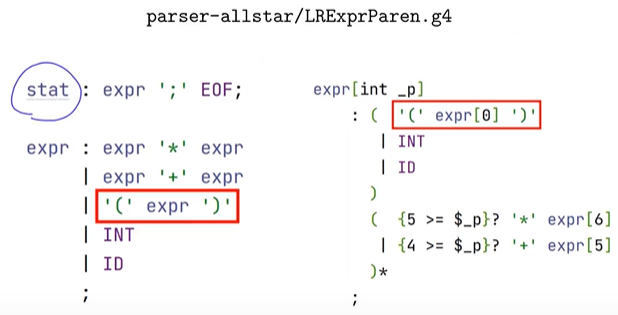 parser-allstar/LRExprParen.g4
stat : expr ';' EOF;
expr : expr '*' expr
| expr '+' expr
| '(' expr ')'
| INT
| ID
;
expr[int _p]
: ( '(' expr[0] ')'
| INT
| ID
)
( {5 >= $_p}? '*' expr[6]
| {4 >= $_p}? '+' expr[5]
)*
;